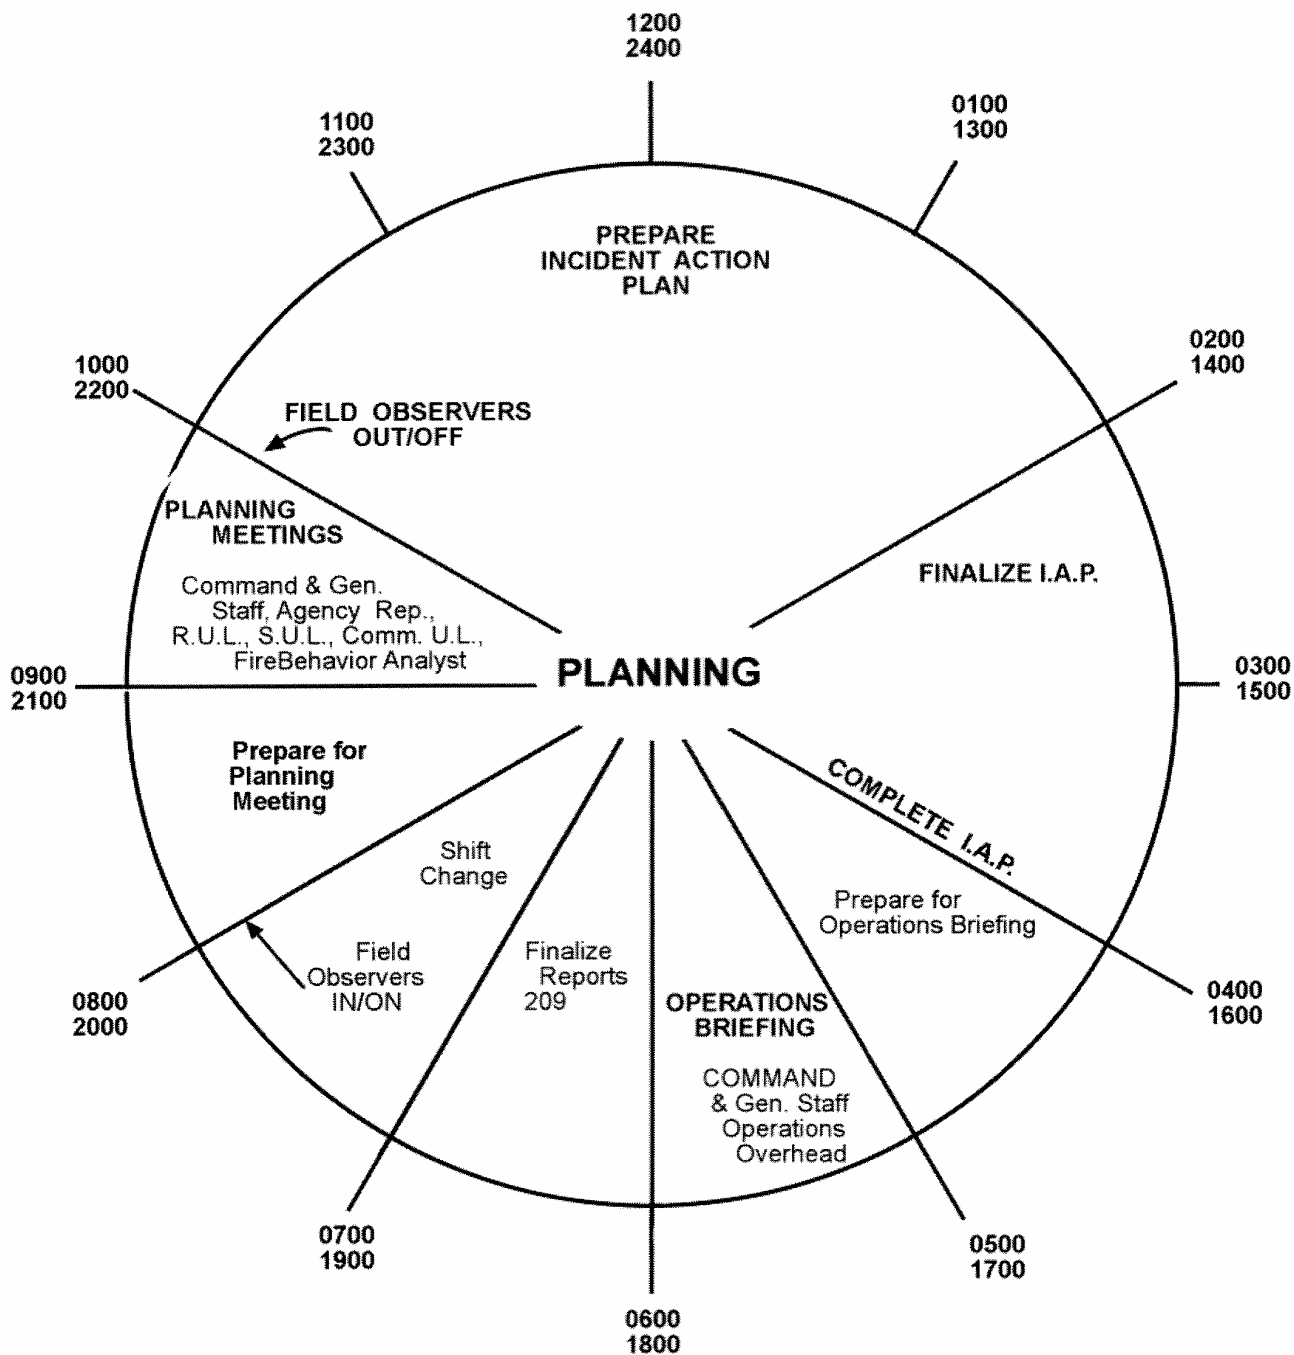 1200
2400
0100
1300
1100
2300
PREPARE
INCIDENT ACTION
PLAN
0200
1400
1000
2200
FIELD OBSERVERS
OUT/OFF
PLANNING
MEETINGS
Command & Gen.
Staff, Agency Rep.,
R.U.L., S.U.L., Comm. U.L.,
FireBehavior Analyst
FINALIZE I.A.P.
0900
2100
PLANNING
0300
1500
Prepare for
Planning
Meeting
COMPLETE I.A.P.
Shift
Change
Prepare for
Operations Briefing
Field
Observers
IN/ON
Finalize
Reports
209
OPERATIONS
BRIEFING
COMMAND
& Gen. Staff
Operations
Overhead
0800
2000
0400
1600
0700
1900
0500
1700
0600
1800